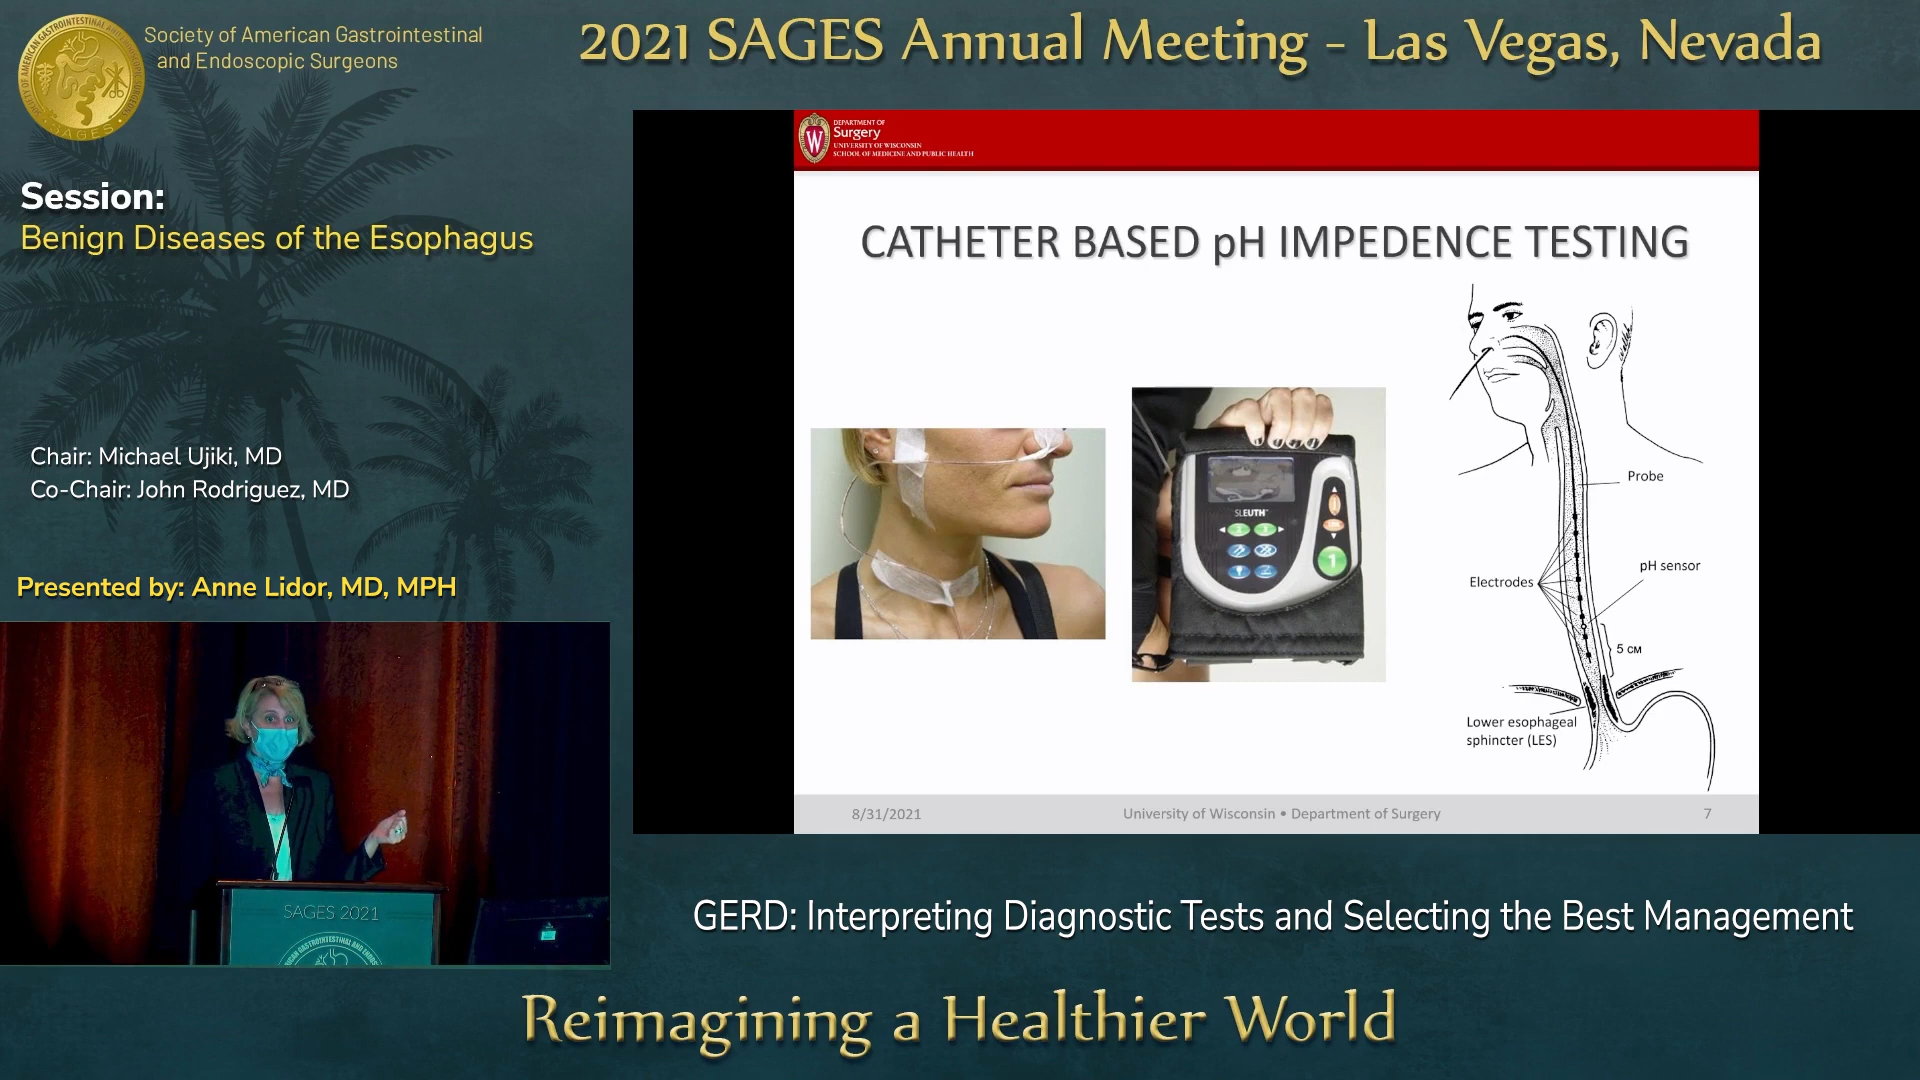 Society of American Gastrointestinal
and Endoscopic Surgeons
2021 SAGES Annual Meeting - Las Vegas, Nevada
Session:
Benign Diseases of the Esophagus
Chair: Michael Ujiki, MD
Co-Chair: John Rodriguez, MD
Presented by: Anne Lidor, MD, MPH
SAGES 2021
DEPARTMENT OF
Surgery
UNIVERSITY OF WISCONSIN
SCHOOL OF MEDICINE AND PUBLIC HEALTH
CATHETER BASED pH IMPEDENCE TESTING
SLEUTH
1
Probe
Electrodes
pH sensor
5 CM
Lower esophageal
sphincter (LES)
8/31/2021
University of Wisconsin • Department of Surgery
7
GERD: Interpreting Diagnostic Tests and Selecting the Best Management
Reimagining a Healthier World